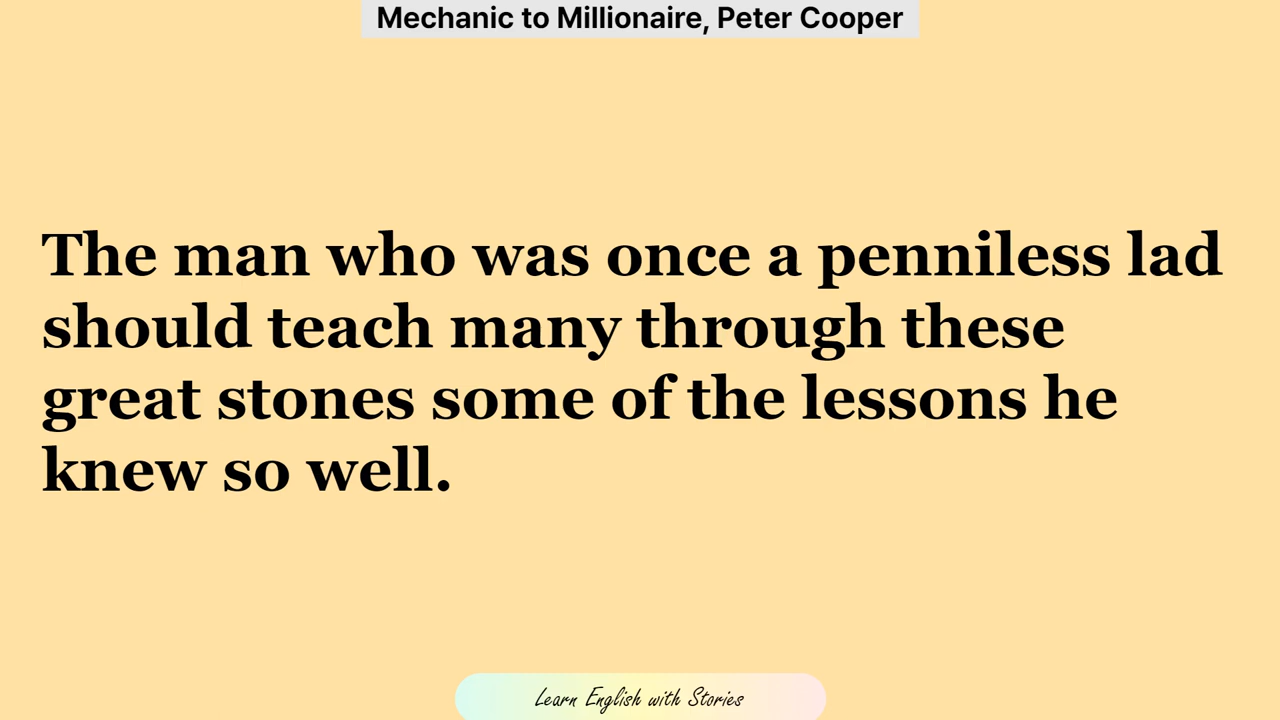 Mechanic to Millionaire, Peter Cooper
The man who was once a penniless lad
should teach many through these
great stones some of the lessons he
knew so well.
Learn English with Stories